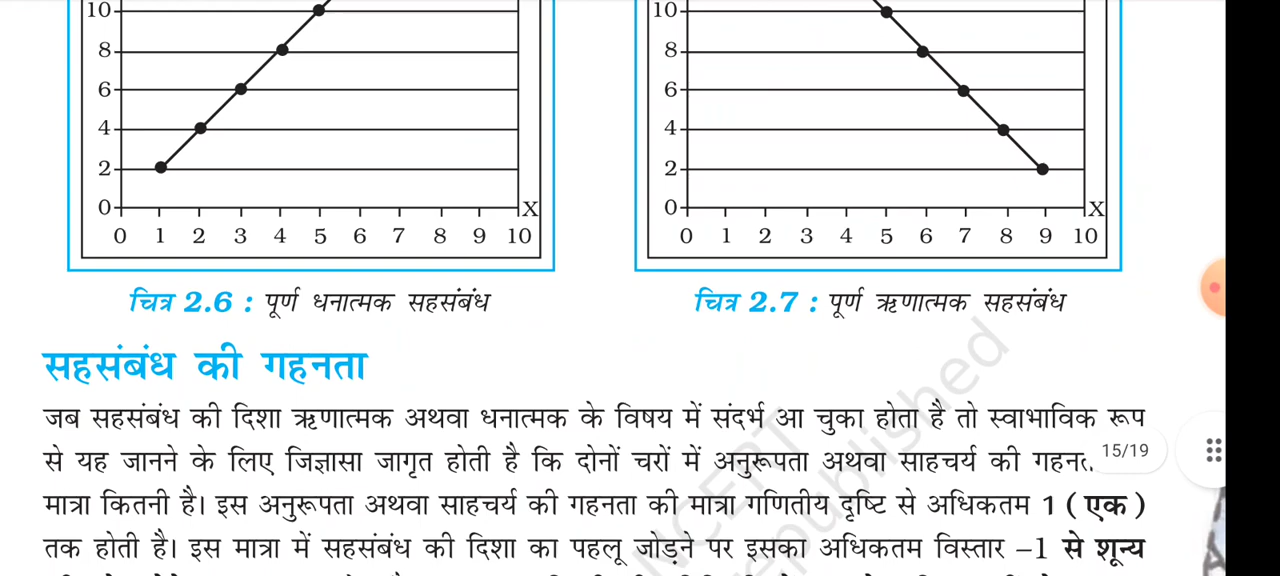 10
8
6
4
2
0
X
0 1 2 3 4 5 6 7 8 9 10
10
8
6
4
2
0
X
0 1 2 3 4 5 6 7 8 9 10
चित्र 2.6 : पूर्ण धनात्मक सहसंबंध
चित्र 2.7 : पूर्ण ऋणात्मक सहसंबंध
सहसंबंध की गहनता
जब सहसंबंध की दिशा ऋणात्मक अथवा धनात्मक के विषय में संदर्भ आ चुका होता है तो स्वाभाविक रूप
से यह जानने के लिए जिज्ञासा जागृत होती है कि दोनों चरों में अनुरूपता अथवा साहचर्य की
15/19
मात्रा कितनी है। इस अनुरूपता अथवा साहचर्य की गहनता की मात्रा गणितीय दृष्टि से अधिकतम 1 (एक)
तक होती है। इस मात्रा में सहसंबंध की दिशा का पहलू जोड़ने पर इसका अधिकतम विस्तार –1 से शून्य
NCERT
published